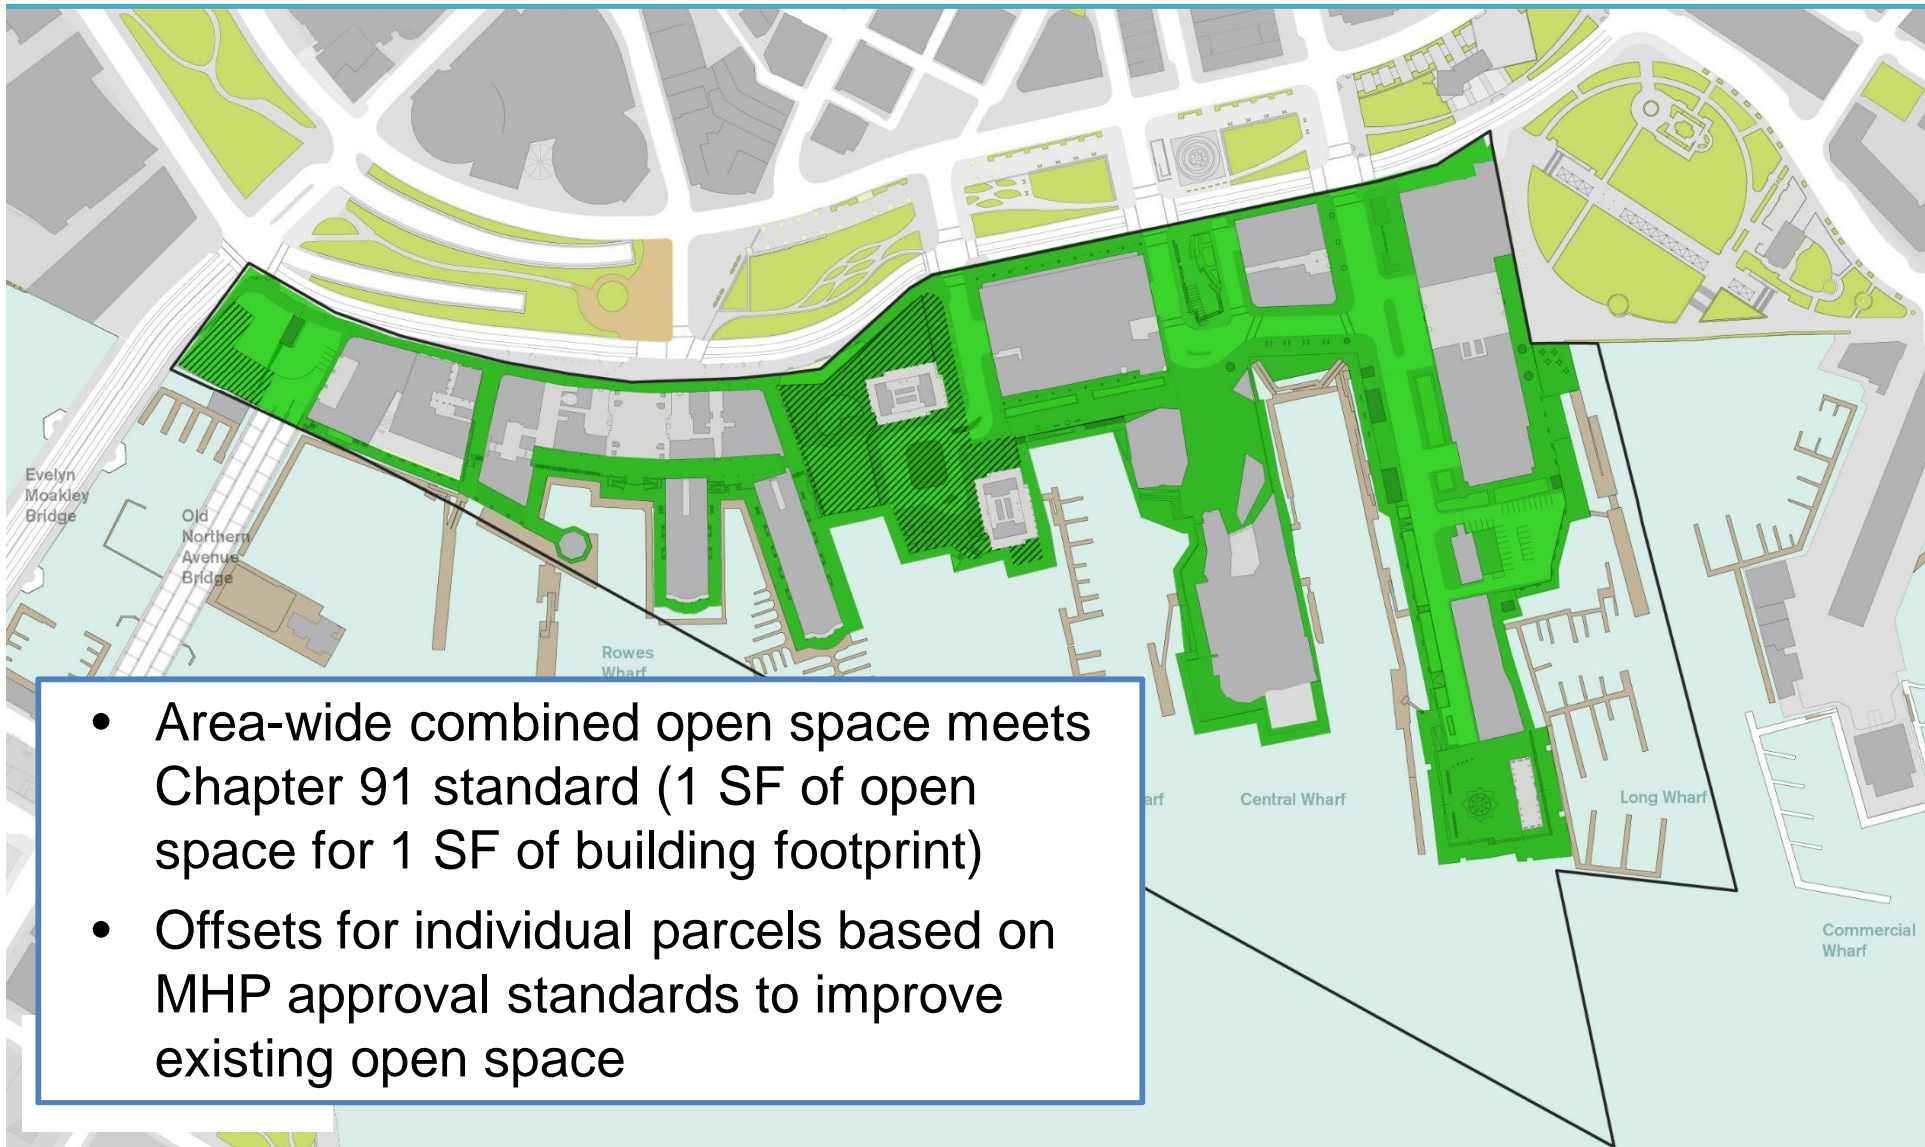 Evelyn
Moakley
Bridge
Old
Northern
Avenue
Bridge
Rowes
Wharf
• Area-wide combined open space meets
Chapter 91 standard (1 SF of open
space for 1 SF of building footprint)
• Offsets for individual parcels based on
MHP approval standards to improve
existing open space
Central Wharf
Long Wharf
Commercial
Wharf